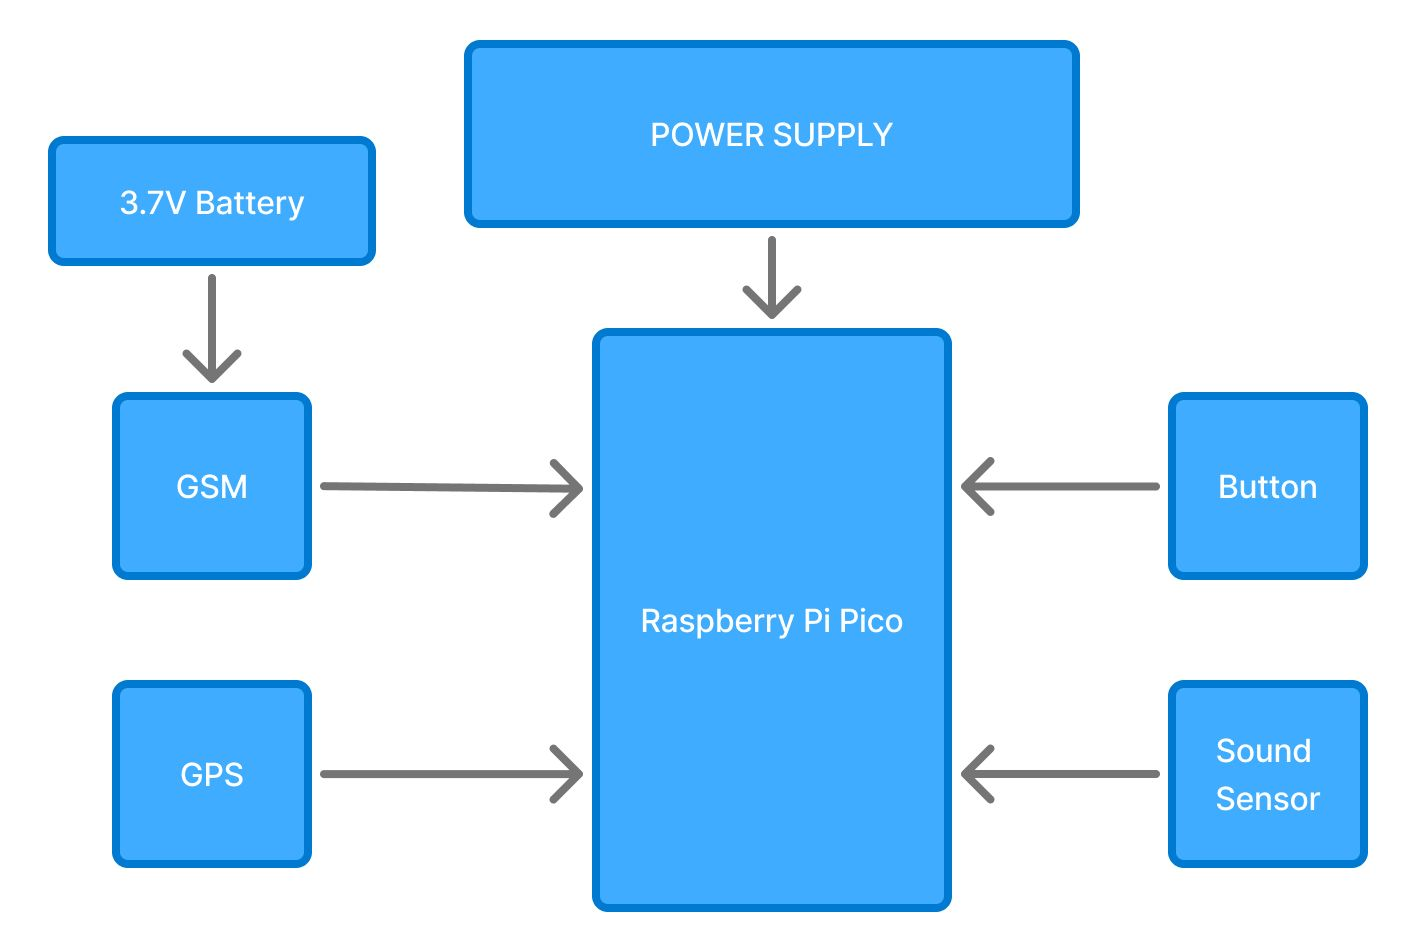 POWER SUPPLY
3.7V Battery
GSM
Button
Raspberry Pi Pico
GPS
Sound
Sensor